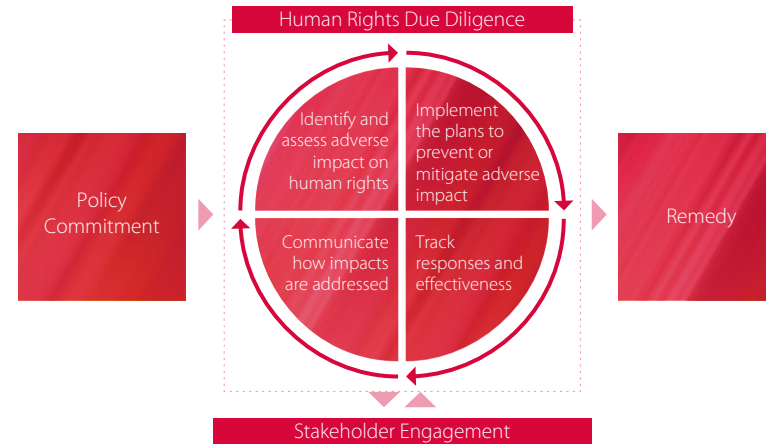 Human Rights Due Diligence
Policy
Commitment
Identify and
assess adverse
impact on
human rights
Implement
the plans to
prevent or
mitigate adverse
impact
Communicate
how impacts
are addressed
Track
responses and
effectiveness
Remedy
Stakeholder Engagement